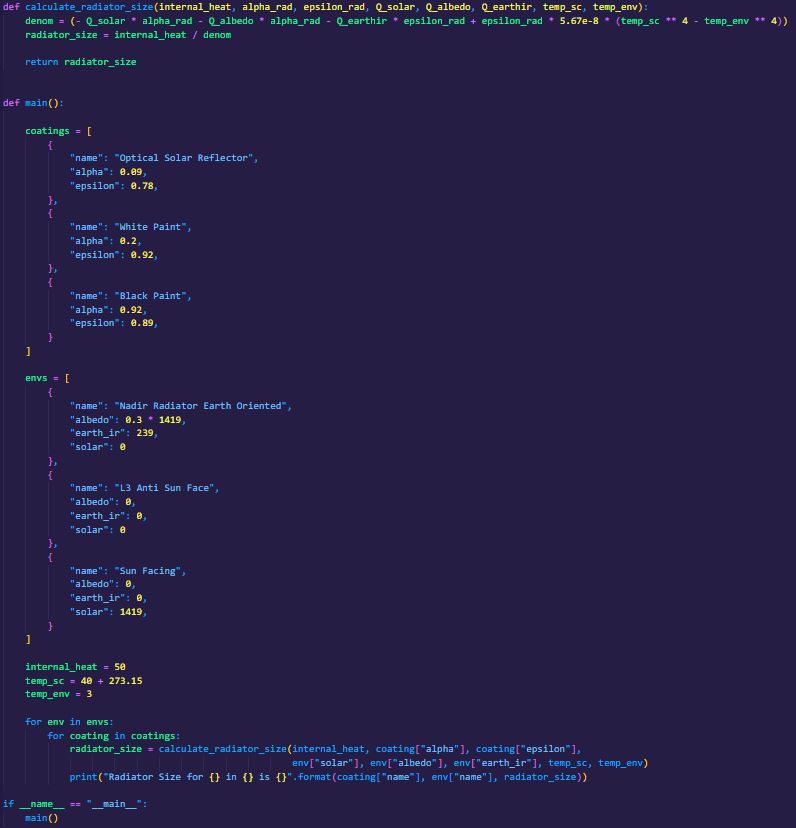 def calculate_radiator_size(internal_heat, alpha_rad, epsilon_rad, Q_solar, Q_albedo, Q_earthir, temp_sc, temp_env):
    denom = (- Q_solar * alpha_rad - Q_albedo * alpha_rad - Q_earthir * epsilon_rad + epsilon_rad * 5.67e-8 * (temp_sc ** 4 - temp_env ** 4))
    radiator_size = internal_heat / denom

    return radiator_size


def main():

    coatings = [
        {
            "name": "Optical Solar Reflector",
            "alpha": 0.09,
            "epsilon": 0.78,
        },
        {
            "name": "White Paint",
            "alpha": 0.2,
            "epsilon": 0.92,
        },
        {
            "name": "Black Paint",
            "alpha": 0.92,
            "epsilon": 0.89,
        }
    ]

    envs = [
        {
            "name": "Nadir Radiator Earth Oriented",
            "albedo": 0.3 * 1419,
            "earth_ir": 239,
            "solar": 0
        },
        {
            "name": "L3 Anti Sun Face",
            "albedo": 0,
            "earth_ir": 0,
            "solar": 0
        },
        {
            "name": "Sun Facing",
            "albedo": 0,
            "earth_ir": 0,
            "solar": 1419,
        }
    ]

    internal_heat = 50
    temp_sc = 40 + 273.15
    temp_env = 3

    for env in envs:
        for coating in coatings:
            radiator_size = calculate_radiator_size(internal_heat, coating["alpha"], coating["epsilon"],
                                                    env["solar"], env["albedo"], env["earth_ir"], temp_sc, temp_env)
            print("Radiator Size for {} in {} is {}".format(coating["name"], env["name"], radiator_size))

if __name__ == "__main__":
    main()